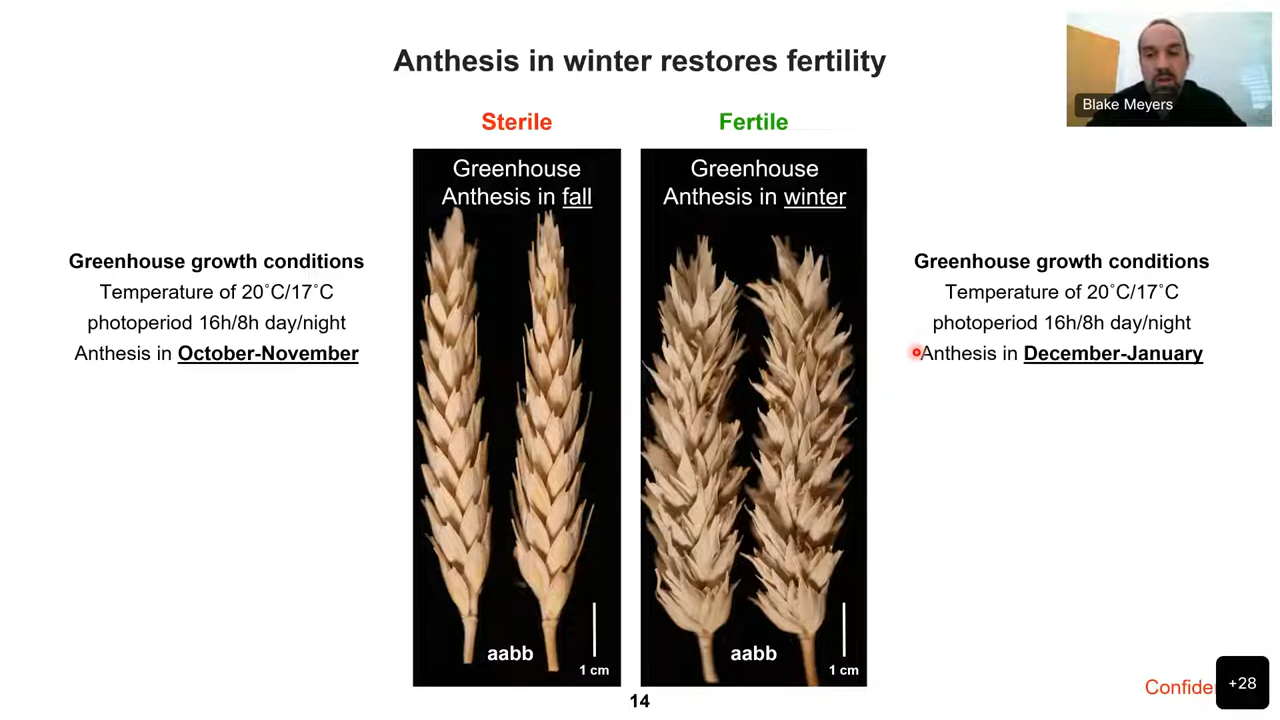 Anthesis in winter restores fertility
Blake Meyers
Sterile
Fertile
Greenhouse
Anthesis in fall
Greenhouse
Anthesis in winter
Greenhouse growth conditions
Temperature of 20˚C/17˚C
photoperiod 16h/8h day/night
Anthesis in October-November
Greenhouse growth conditions
Temperature of 20˚C/17˚C
photoperiod 16h/8h day/night
Anthesis in December-January
aabb
1 cm
aabb
1 cm
14
+28